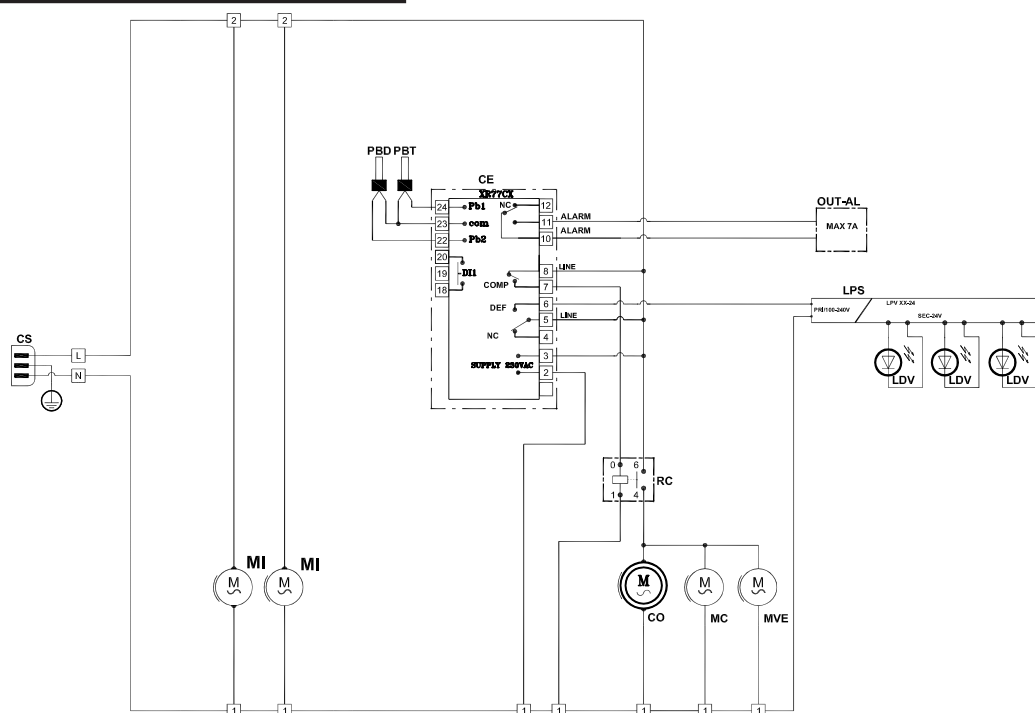 2 2
PBD PBT
CE
XR77CX
24 Pb1 NC 12
23 com 11 ALARM
22 Pb2 10 ALARM
OUT-AL
MAX 7A
20
19 DI1
18
8 LINE
COMP 7
DEF 6
5 LINE
NC 4
3
SUPPLY 230VAC
2
LPS
LPV XX-24
PRI/100-240V
SEC-24V
LDV LDV LDV
CS
L
N
0 6
RC
1 4
M MI M MI
M CO M MC M MVE
1 1 1 1 1 1 1